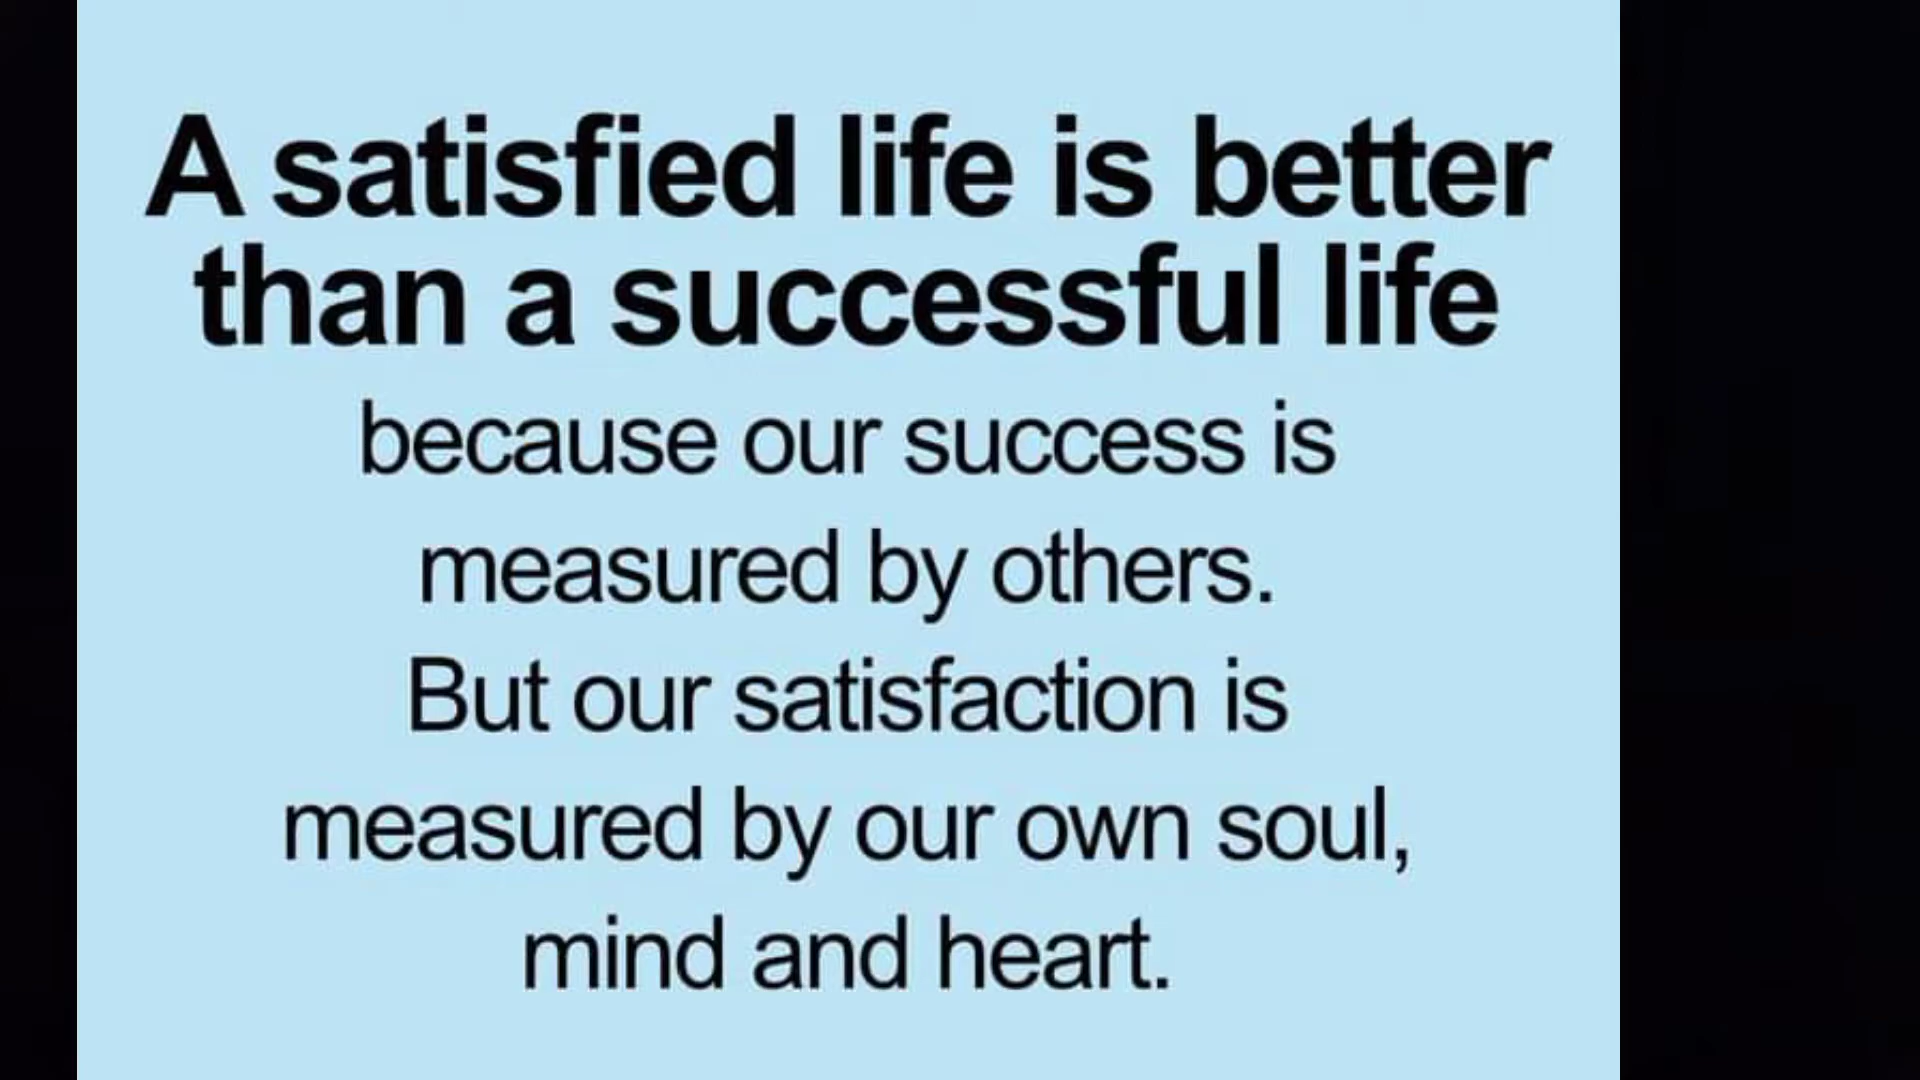 A satisfied life is better
than a successful life
because our success is
measured by others.
But our satisfaction is
measured by our own soul,
mind and heart.